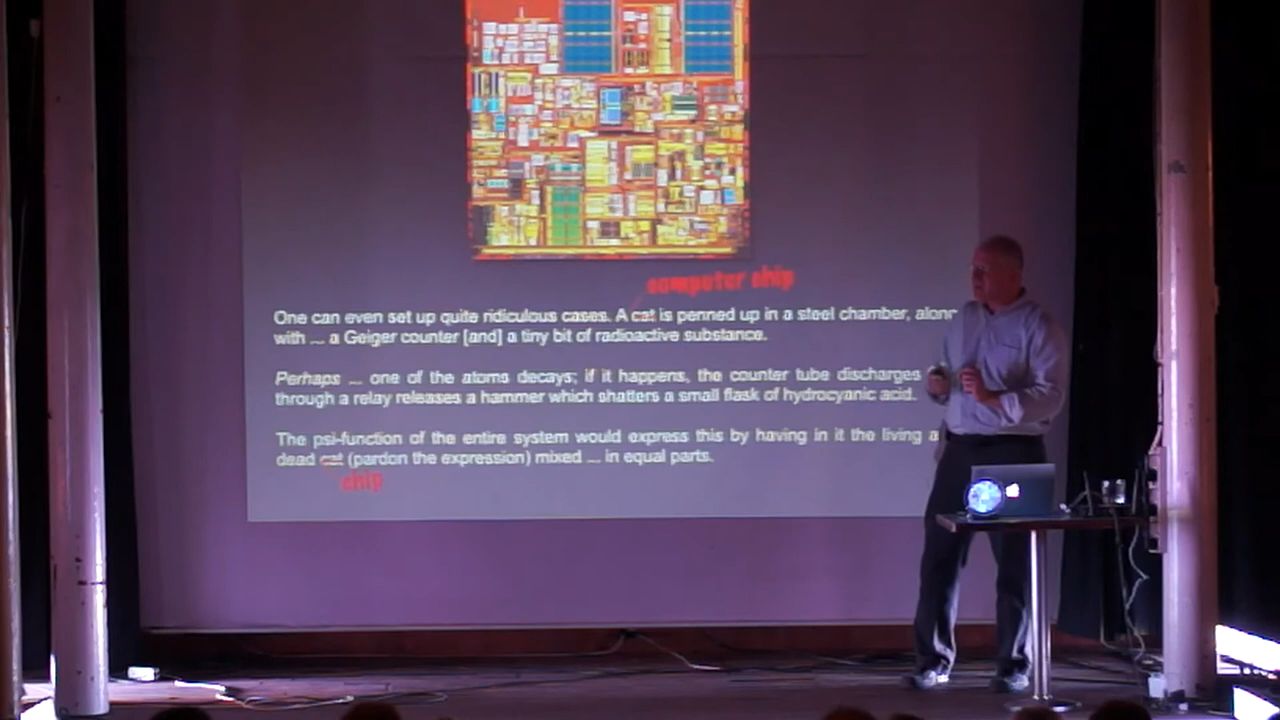 computer chip
One can even set up quite ridiculous cases. A cat is penned up in a steel chamber, along
with ... a Geiger counter [and] a tiny bit of radioactive substance.
Perhaps ... one of the atoms decays; if it happens, the counter tube discharges
through a relay releases a hammer which shatters a small flask of hydrocyanic acid.
The psi-function of the entire system would express this by having in it the living a
dead cat (pardon the expression) mixed ... in equal parts.
chip